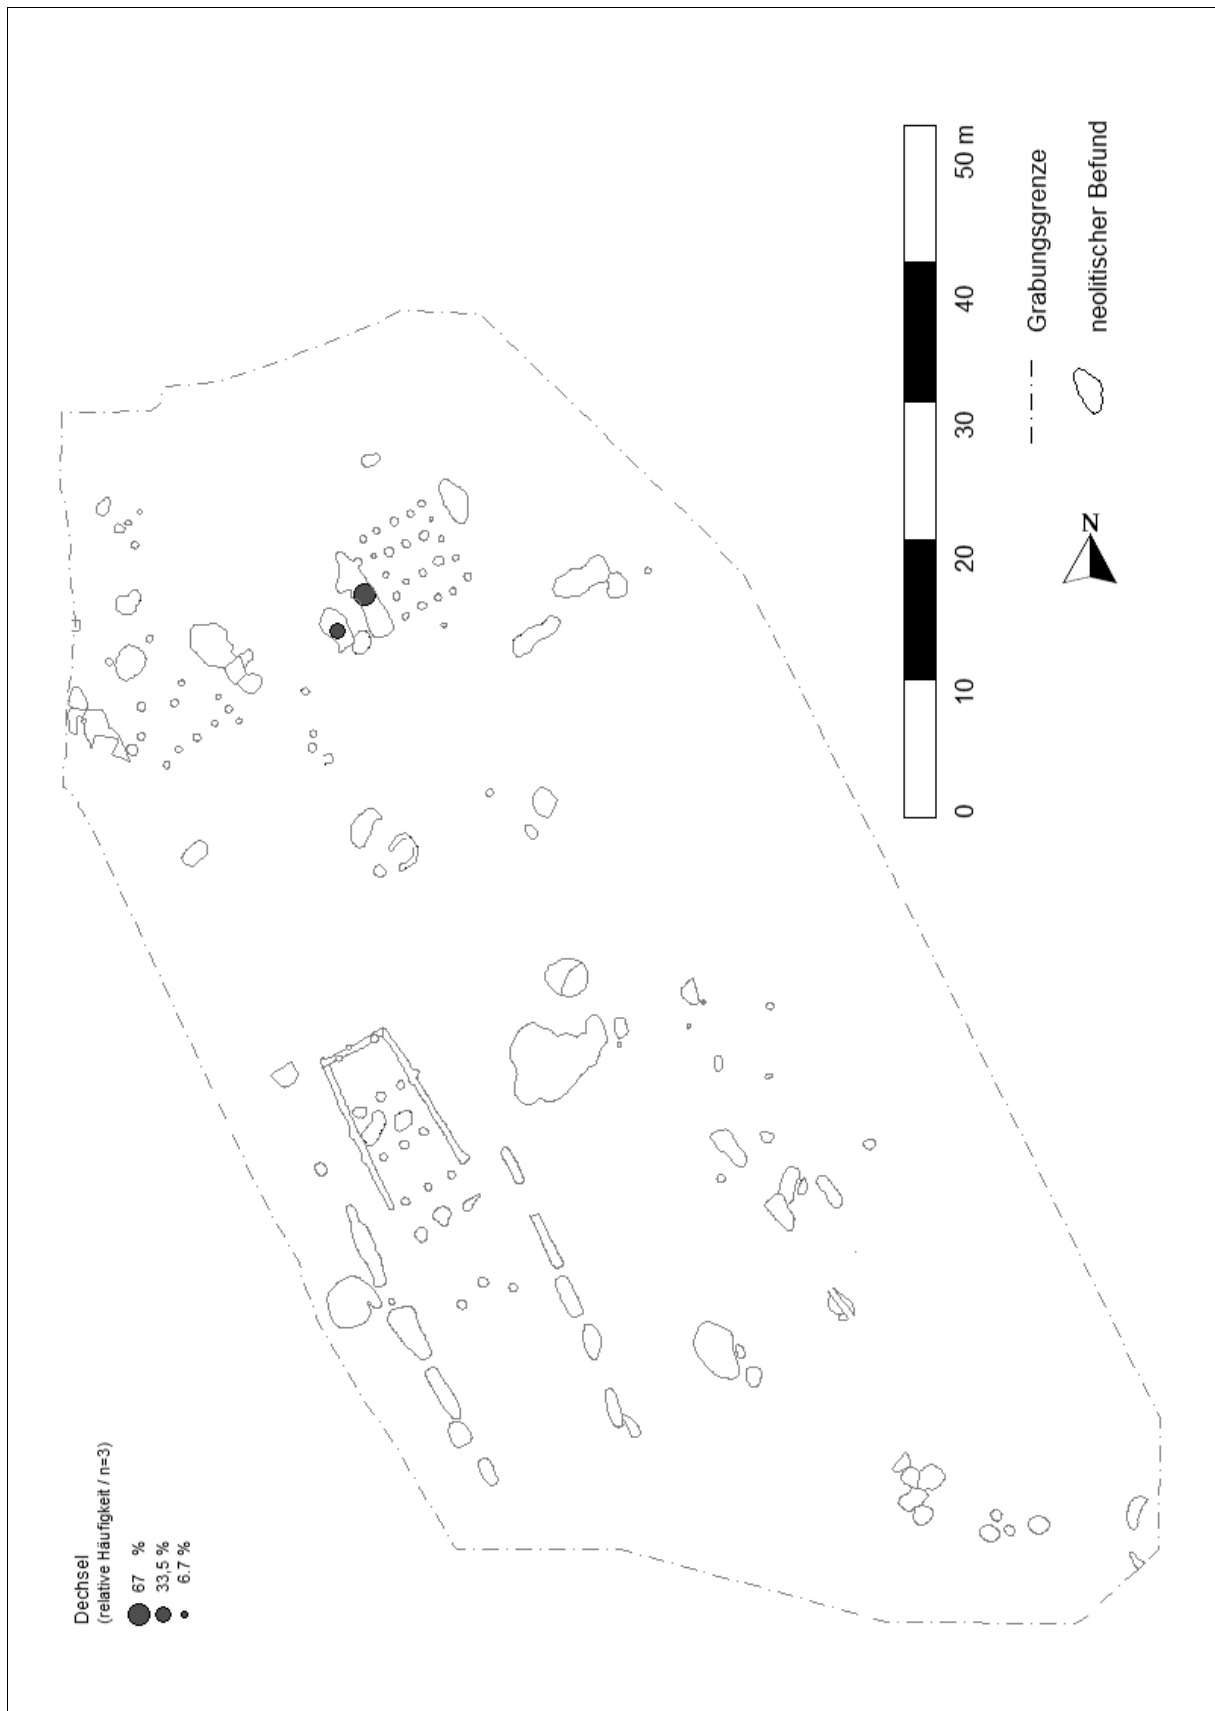 Dechsel
(relative Häufigkeit / n=3)
67 %
33,5 %
6.7 %
0
10
20
30
40
50 m
N
Grabungsgrenze
neolitischer Befund